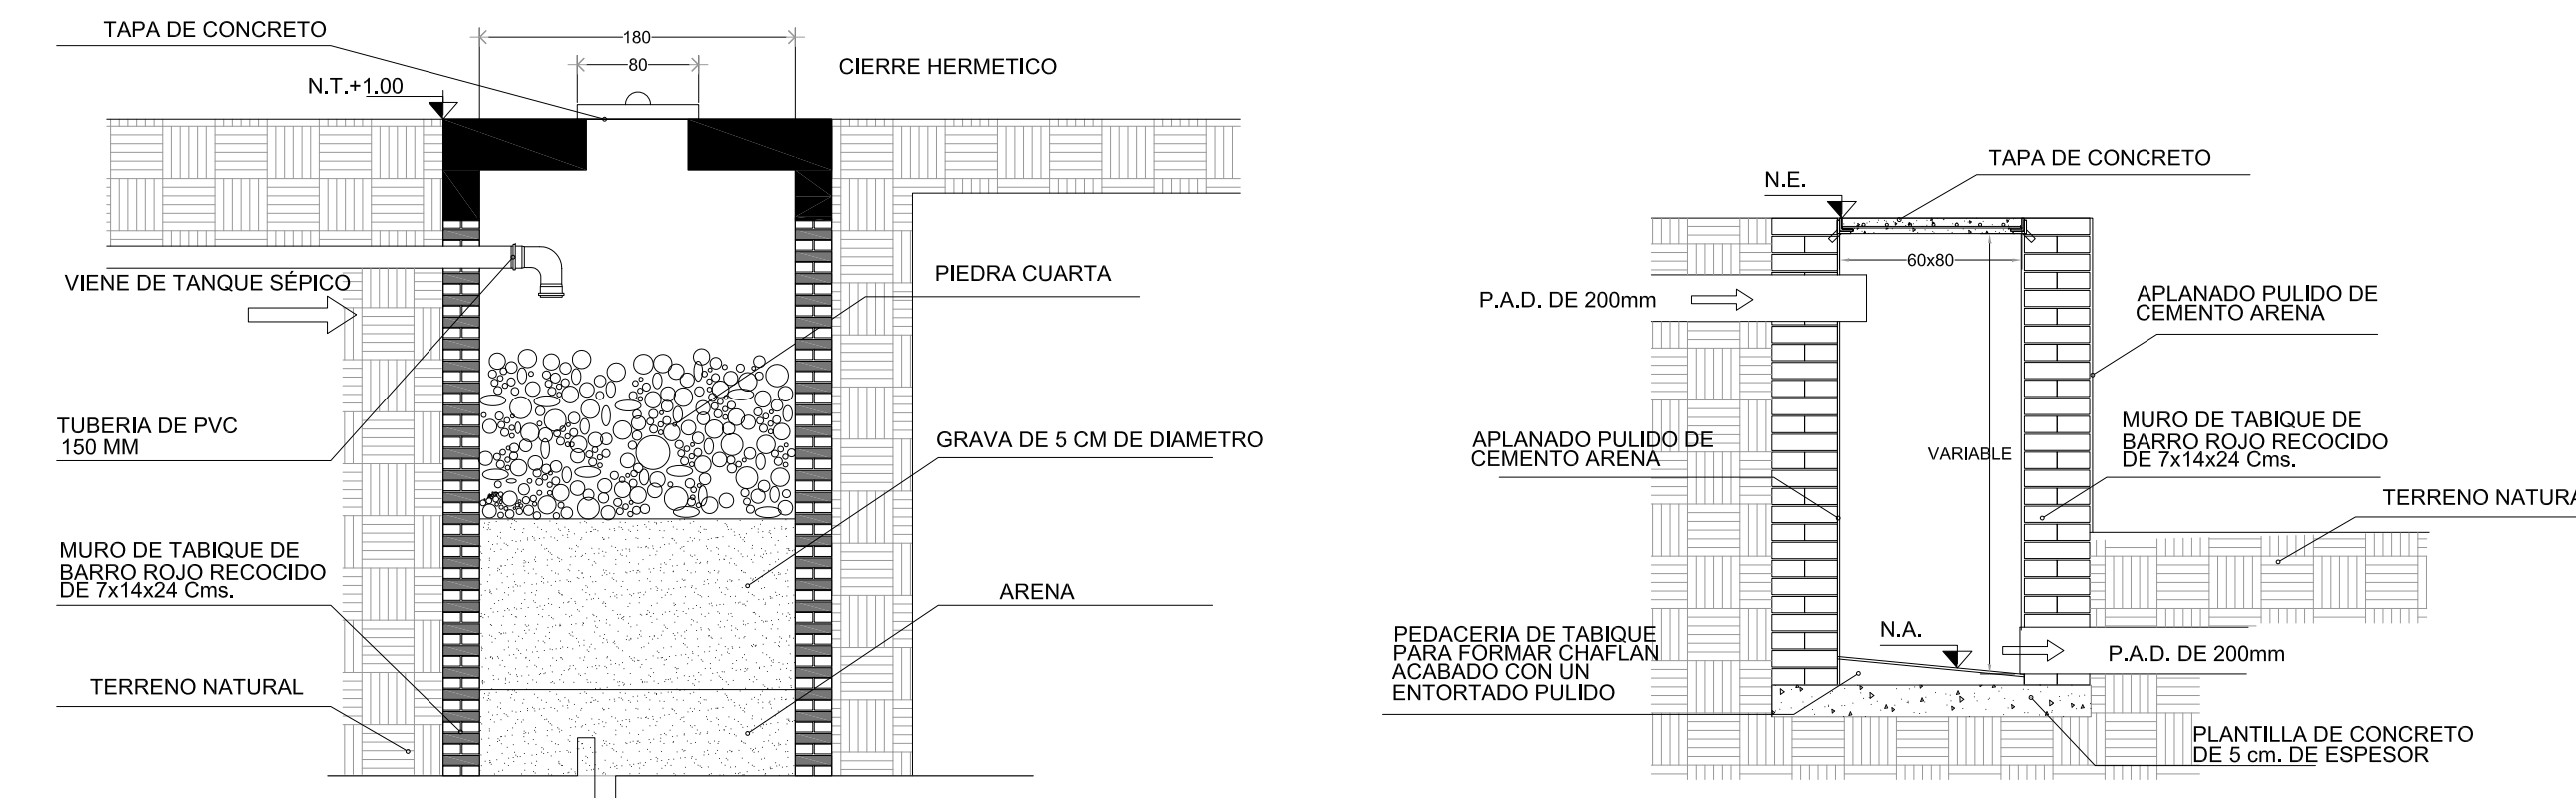 TAPA DE CONCRETO
180
80
CIERRE HERMETICO
N.T.+1.00
VIENE DE TANQUE SÉPICO
PIEDRA CUARTA
TUBERIA DE PVC
150 MM
GRAVA DE 5 CM DE DIAMETRO
MURO DE TABIQUE DE
BARRO ROJO RECOCIDO
DE 7x14x24 Cms.
ARENA
TERRENO NATURAL
TAPA DE CONCRETO
N.E.
60x80
P.A.D. DE 200mm
APLANADO PULIDO DE
CEMENTO ARENA
APLANADO PULIDO DE
CEMENTO ARENA
VARIABLE
MURO DE TABIQUE DE
BARRO ROJO RECOCIDO
DE 7x14x24 Cms.
TERRENO NATURA
PEDACERIA DE TABIQUE
PARA FORMAR CHAFLAN
ACABADO CON UN
ENTORTADO PULIDO
N.A.
P.A.D. DE 200mm
PLANTILLA DE CONCRETO
DE 5 cm. DE ESPESOR